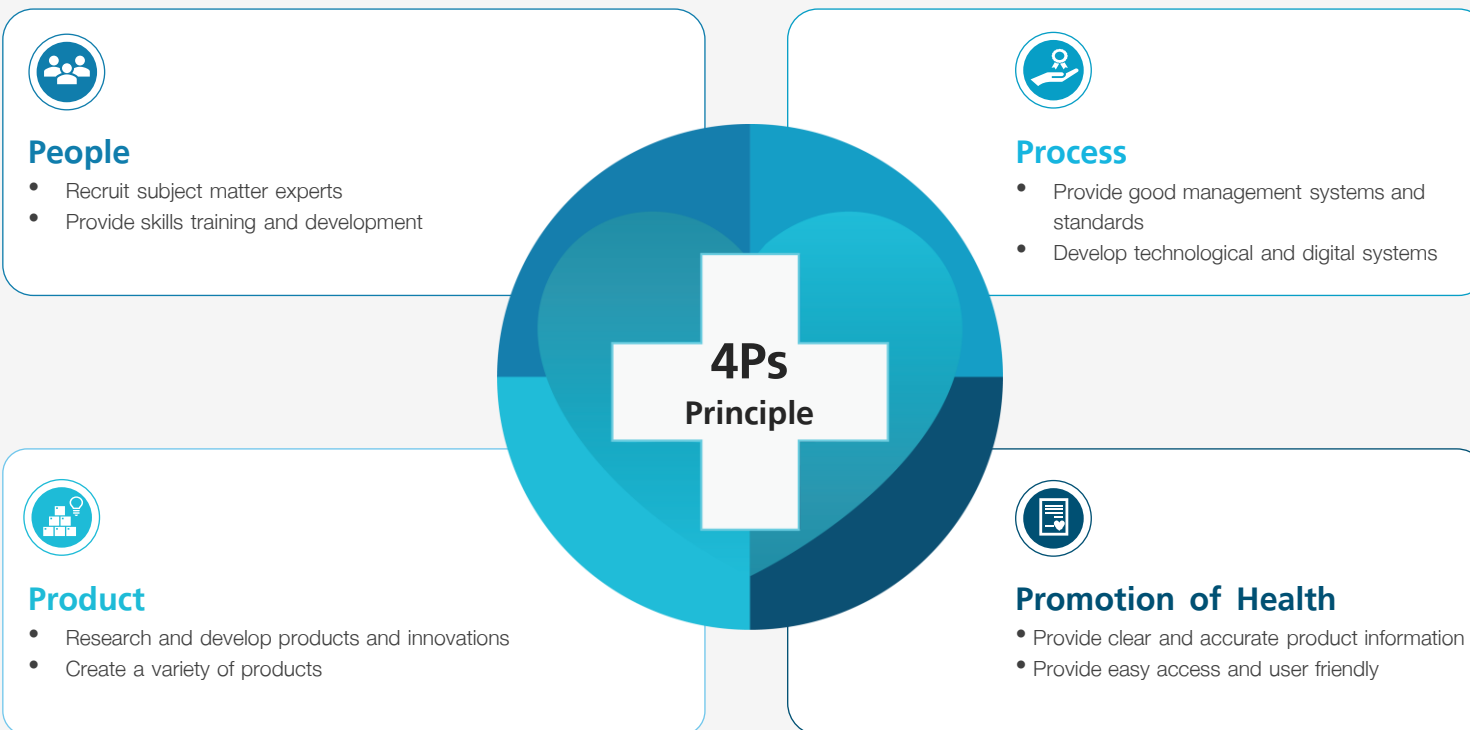 People
• Recruit subject matter experts
• Provide skills training and development
Process
• Provide good management systems and
standards
• Develop technological and digital systems
4Ps
Principle
Product
• Research and develop products and innovations
• Create a variety of products
Promotion of Health
• Provide clear and accurate product information
• Provide easy access and user friendly